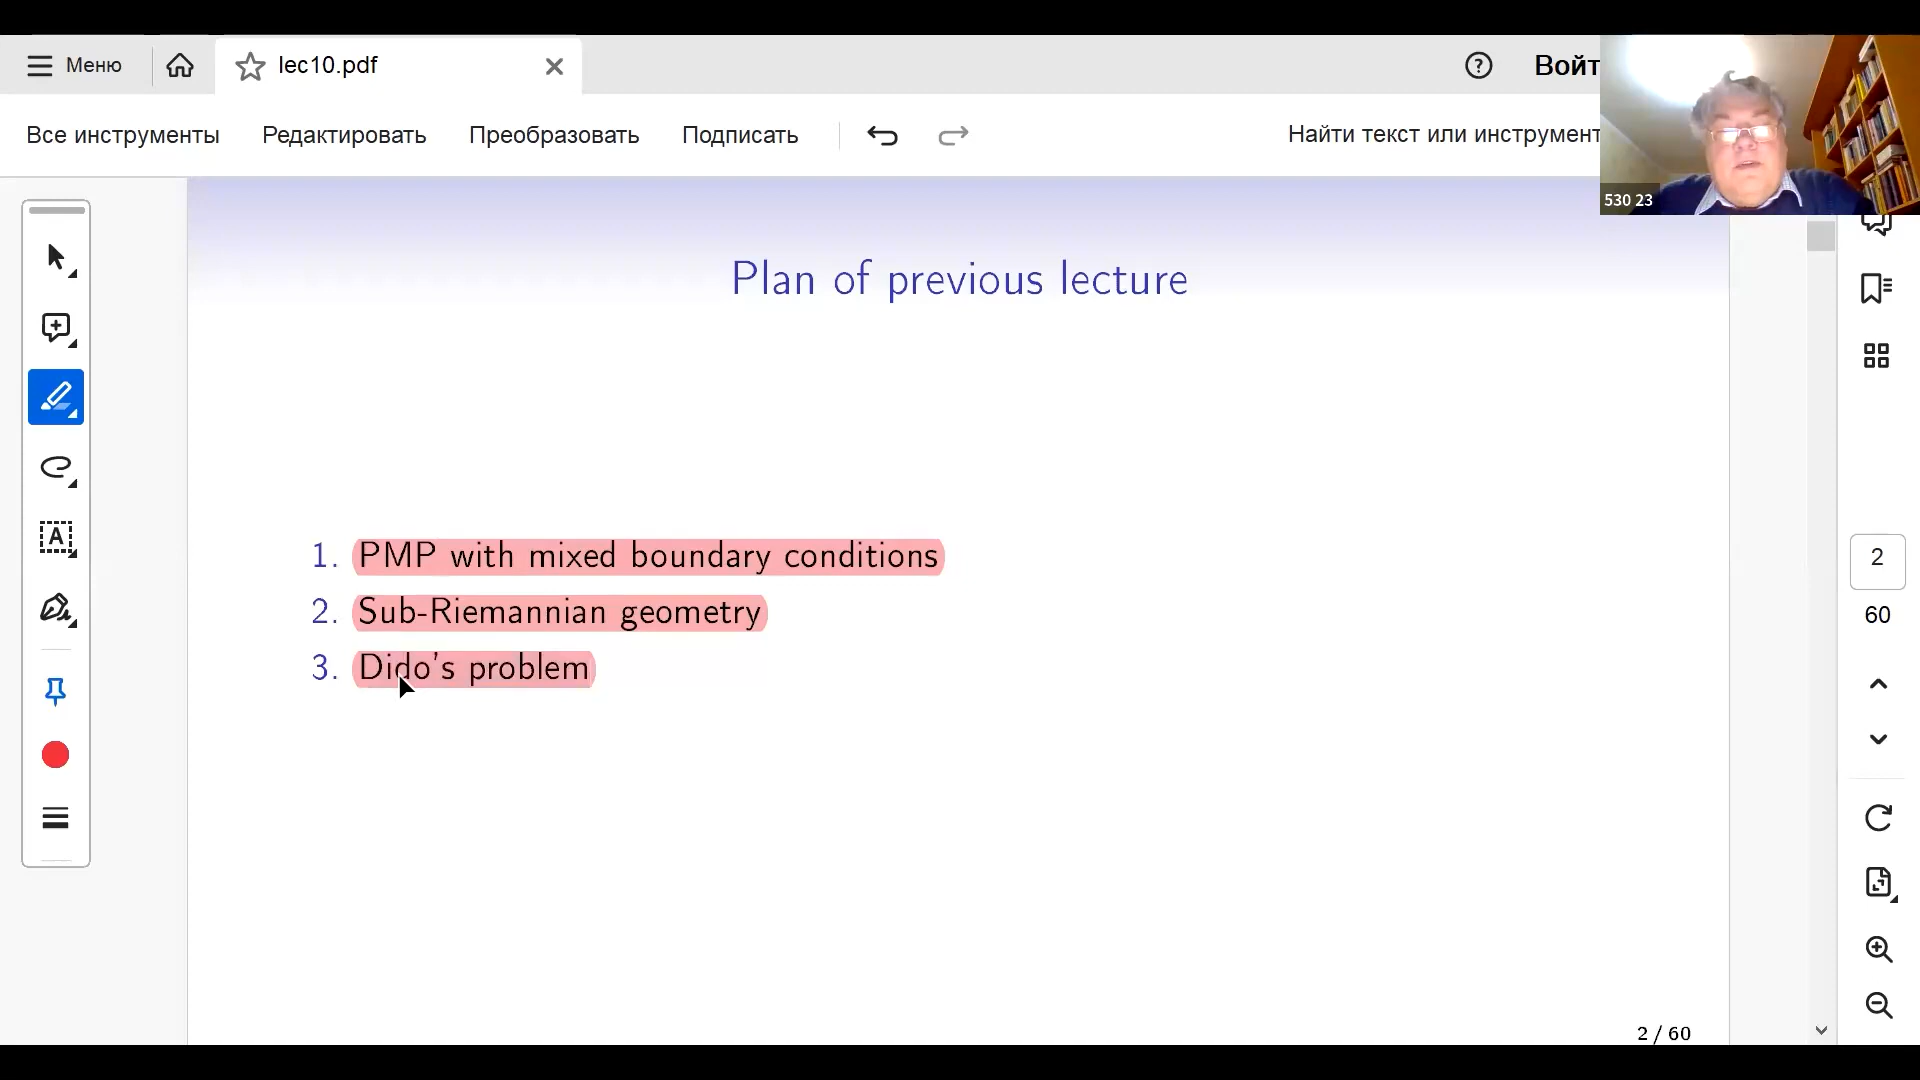 Меню
lec10.pdf
Войт
Все инструменты
Редактировать
Преобразовать
Подписать
Найти текст или инструмент
530 23
Plan of previous lecture
1. PMP with mixed boundary conditions
2. Sub-Riemannian geometry
3. Dido's problem
2
60
2 / 60